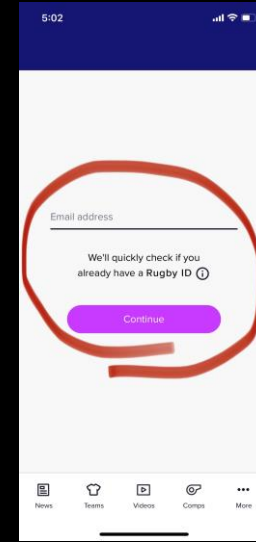 5:02
Email address
We'll quickly check if you
already have a Rugby ID
Continue
News Teams Videos Comps More